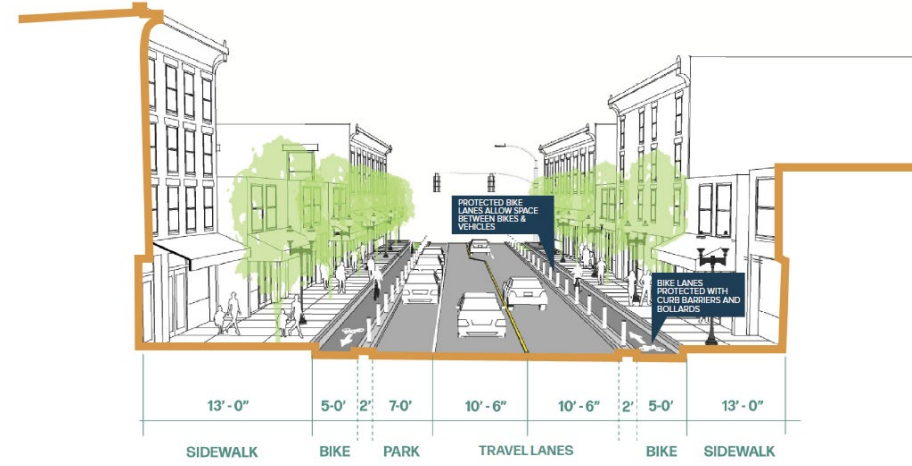 PROTECTED BIKE
LANES ALLOW SPACE
BETWEEN BIKES &
VEHICLES
BIKE LANES
PROTECTED WITH
CURB BARRIERS AND
BOLLARDS
13' - 0" 5-0' 2' 7-0' 10' - 6" 10' - 6" 2' 5-0' 13' - 0"
SIDEWALK BIKE PARK TRAVEL LANES BIKE SIDEWALK